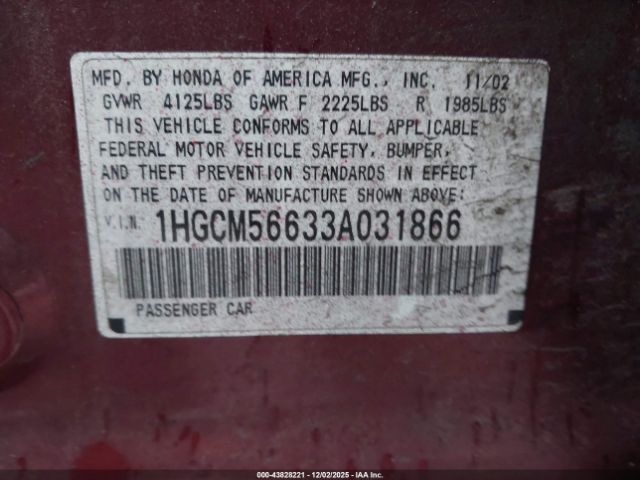 MFD. BY HONDA OF AMERICA MFG., INC. 11/02
GVWR 4125LBS GAWR F 2225LBS R 1985LBS
THIS VEHICLE CONFORMS TO ALL APPLICABLE
FEDERAL MOTOR VEHICLE SAFETY, BUMPER,
AND THEFT PREVENTION STANDARDS IN EFFECT
ON THE DATE OF MANUFACTURE SHOWN ABOVE:
V.I.N. 1HGCM56633A031866
PASSENGER CAR
000-43828221 - 12/02/2025 - IAA Inc.